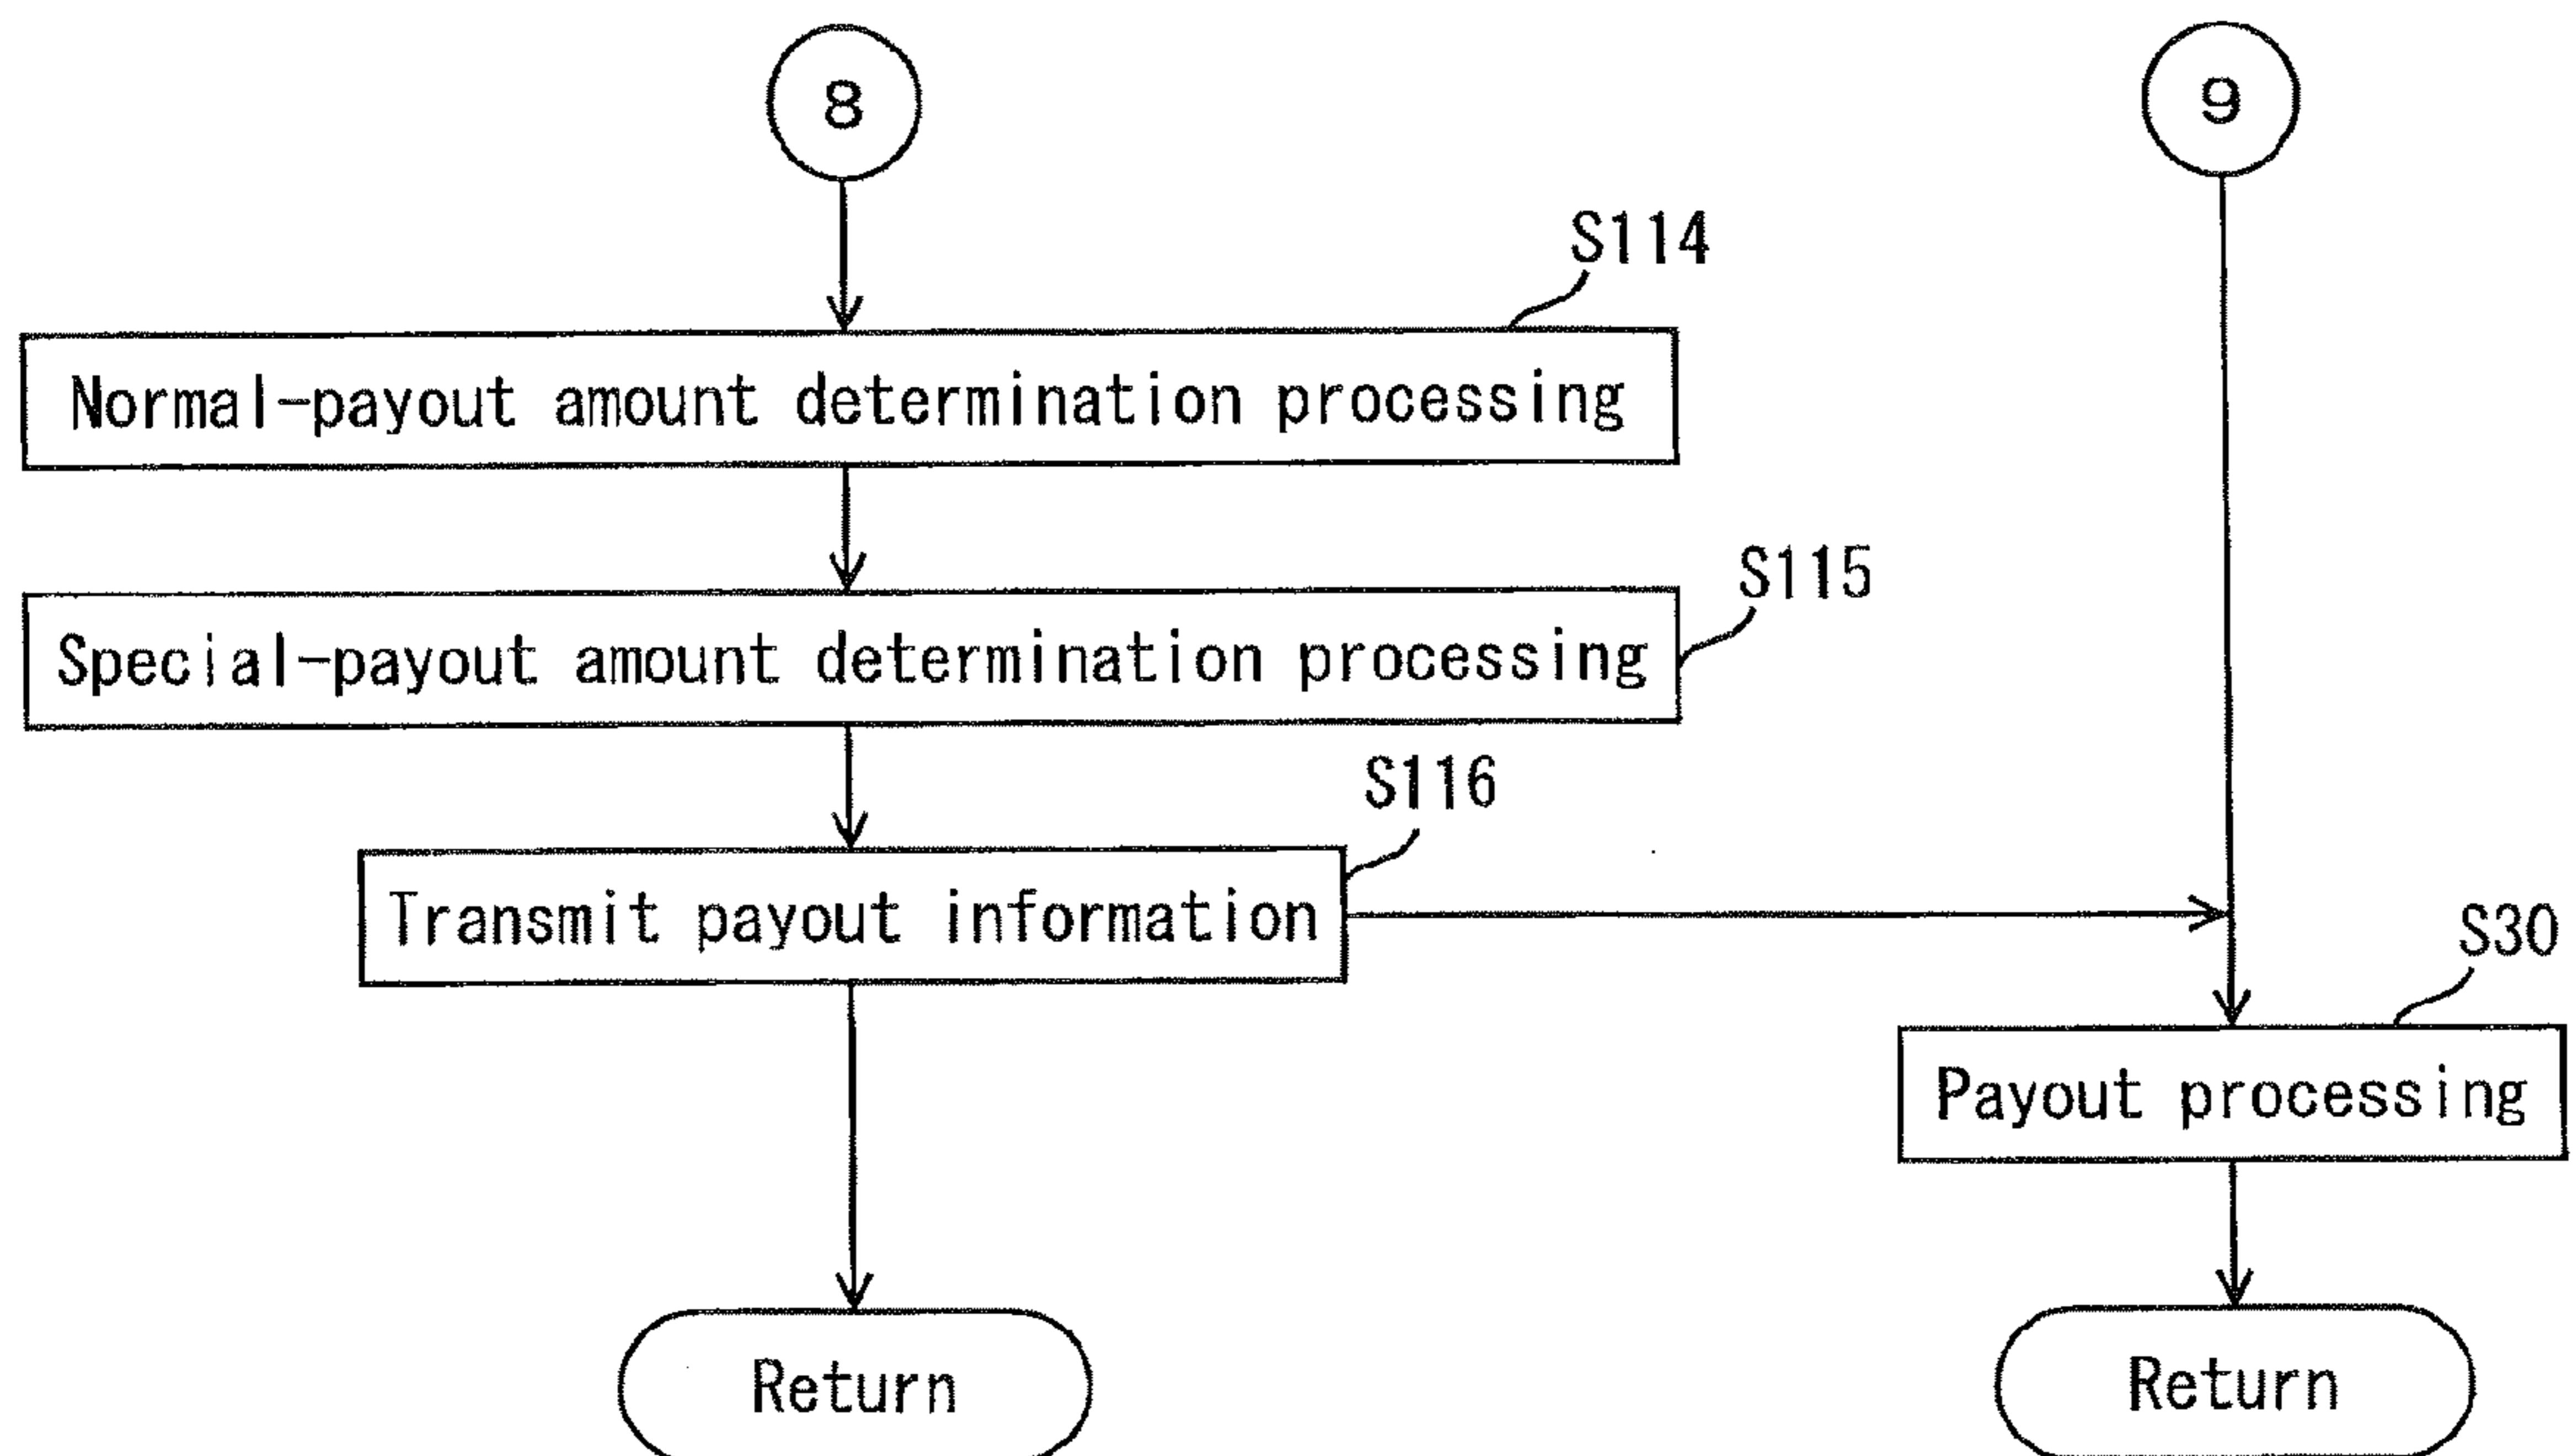 8
9
S114
Normal-payout amount determination processing
S115
Special-payout amount determination processing
S116
Transmit payout information
S30
Payout processing
Return
Return